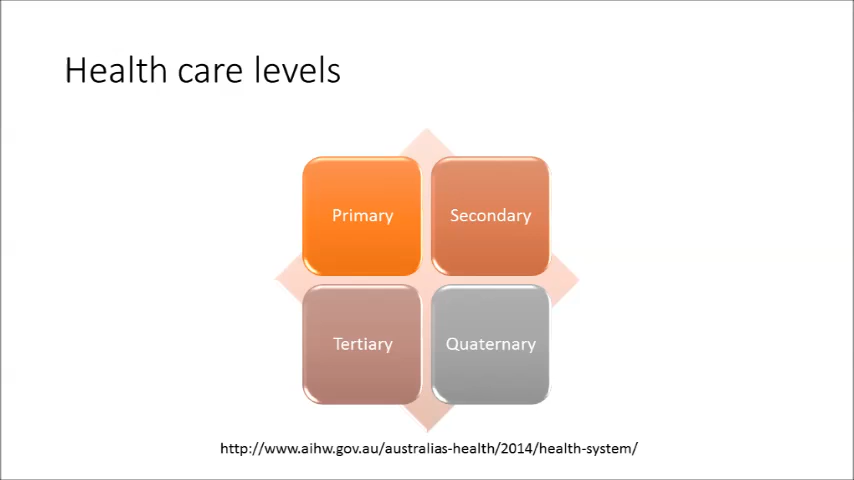 Health care levels
Primary
Secondary
Tertiary
Quaternary
http://www.aihw.gov.au/australias-health/2014/health-system/